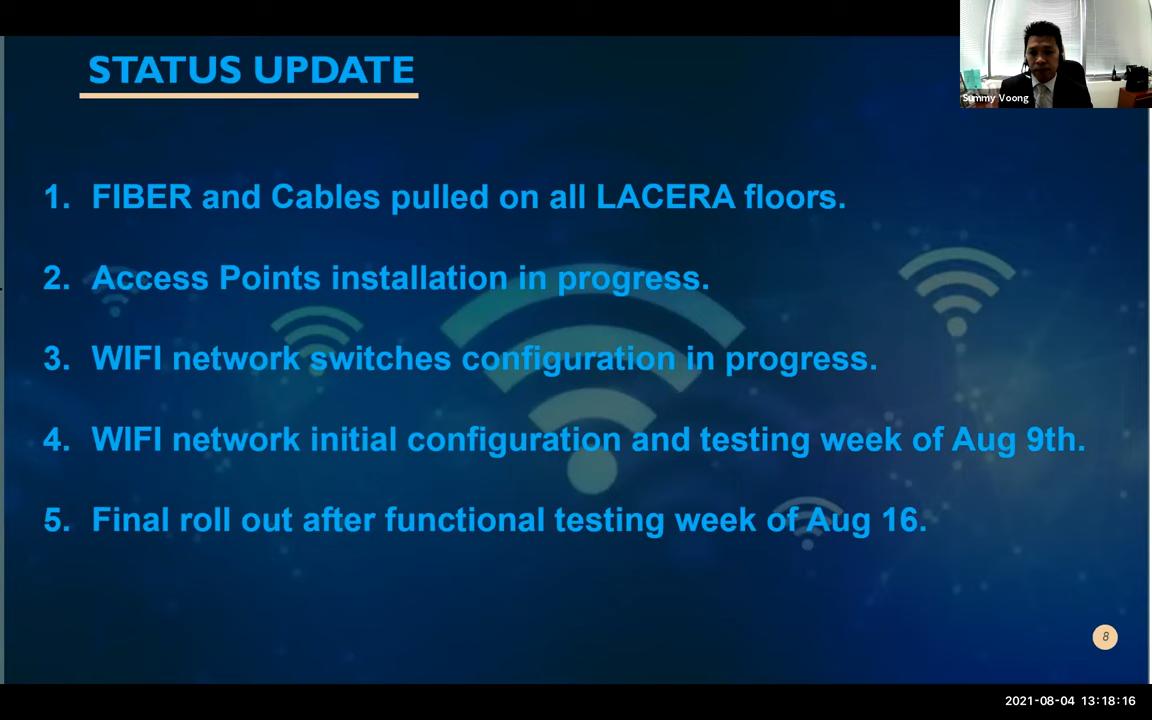 STATUS UPDATE
Summy Voong
1. FIBER and Cables pulled on all LACERA floors.
2. Access Points installation in progress.
3. WIFI network switches configuration in progress.
4. WIFI network initial configuration and testing week of Aug 9th.
5. Final roll out after functional testing week of Aug 16.
8
2021-08-04 13:18:16